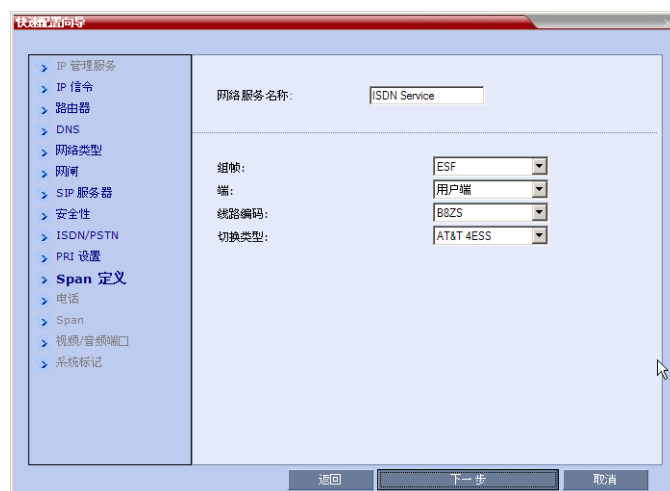 快速配置向导
IP 管理服务
IP 信令
路由器
DNS
网络类型
网闸
SIP 服务器
安全性
ISDN/PSTN
PRI 设置
Span 定义
电话
Span
视频/音频端口
系统标记
网络服务名称: ISDN Service
组帧: ESF
端: 用户端
线路编码: B8ZS
切换类型: AT&T 4ESS
返回 下一步 取消